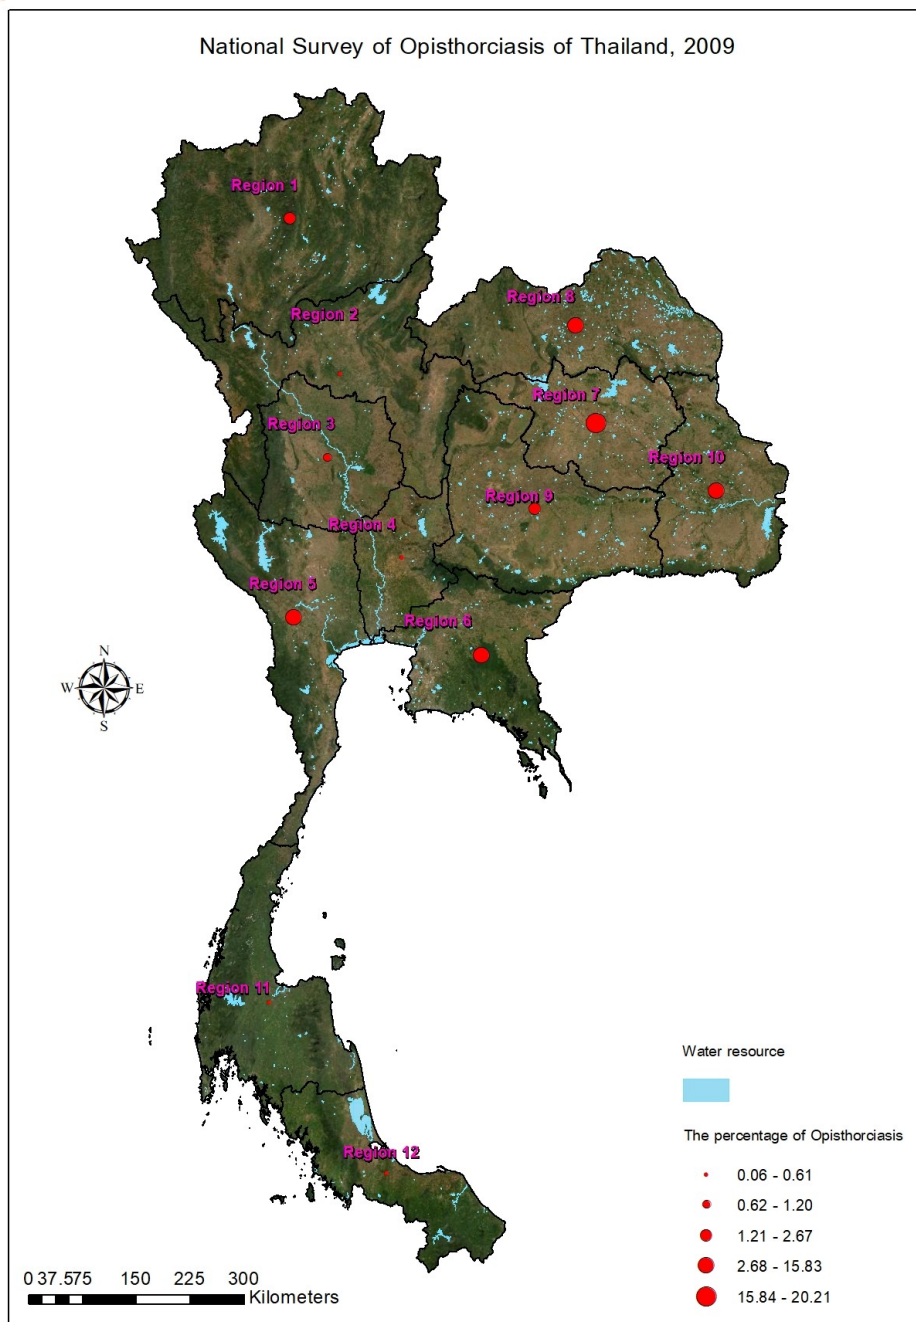 National Survey of Opisthorciasis of Thailand, 2009
Region 1
Region 8
Region 2
Region 7
Region 3
Region 10
Region 9
Region 4
Region 5
Region 6
N
W E
S
Region 11
Region 12
Water resource
The percentage of Opisthorciasis
0.06 - 0.61
0.62 - 1.20
1.21 - 2.67
2.68 - 15.83
15.84 - 20.21
0 37.575 150 225 300
Kilometers